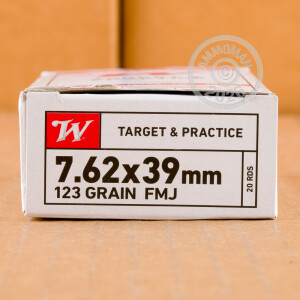 W
TARGET & PRACTICE
7.62x39mm
123 GRAIN FMJ
20 RDS